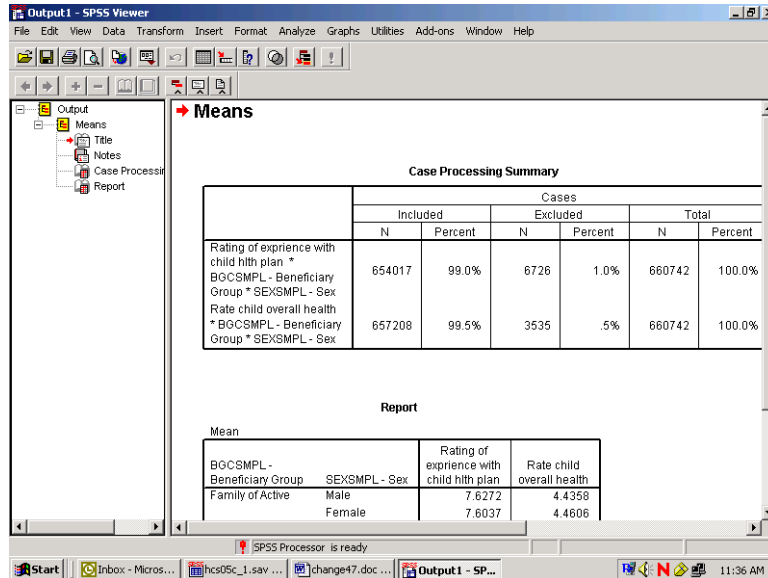 Output1 - SPSS Viewer
File Edit View Data Transform Insert Format Analyze Graphs Utilities Add-ons Window Help
Output
Means
Title
Notes
Case Processir
Report
Means
Case Processing Summary
Cases
Included Excluded Total
N Percent N Percent N Percent
Rating of exprience with
child hlth plan *
BGCSMPL - Beneficiary
Group * SEXSMPL - Sex
654017 99.0% 6726 1.0% 660742 100.0%
Rate child overall health
* BGCSMPL - Beneficiary
Group * SEXSMPL - Sex
657208 99.5% 3535 .5% 660742 100.0%
Report
Mean
BGCSMPL -
Beneficiary Group
SEXSMPL - Sex
Rating of
exprience with
child hlth plan
Rate child
overall health
Family of Active Male 7.6272 4.4358
Female 7.6037 4.4606
SPSS Processor is ready
Start Inbox - Micros... hcs05c_1.sav ... change47.doc ... Output1 - SP... N 11:36 AM